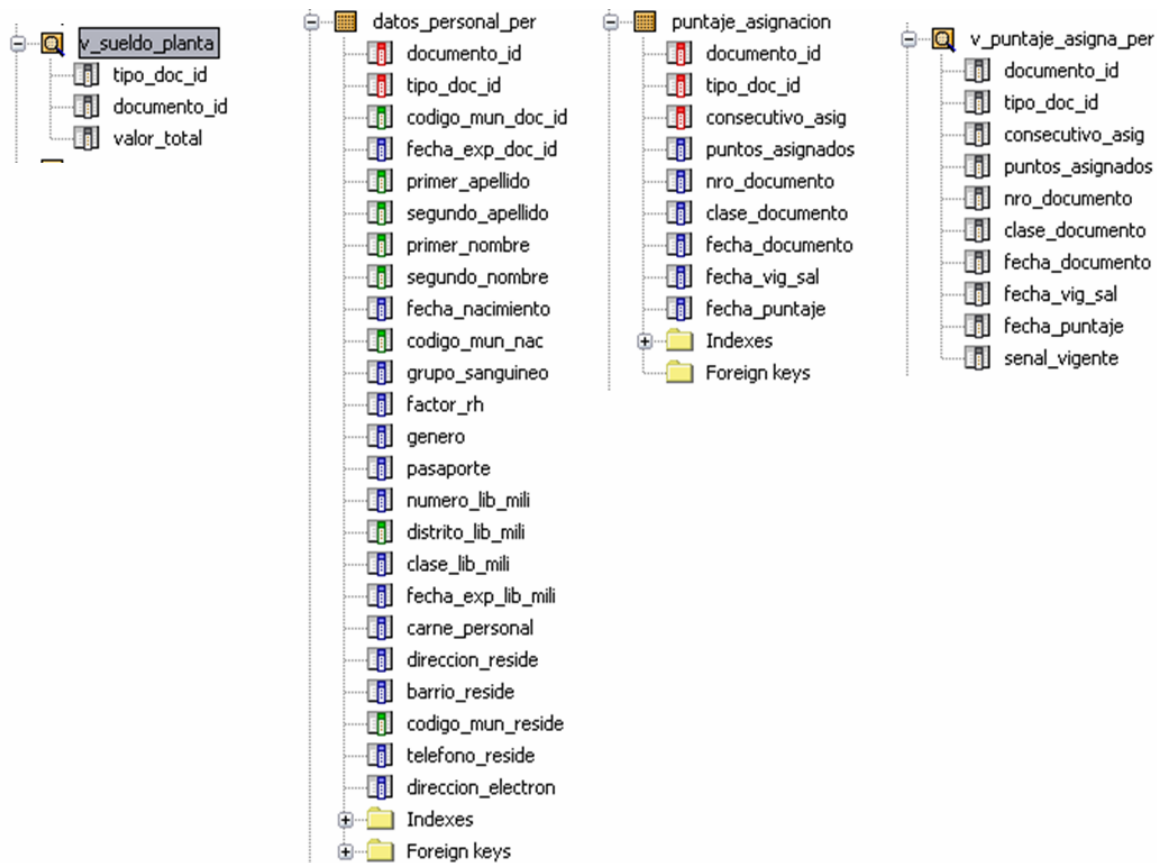 v_sueldo_planta
tipo_doc_id
documento_id
valor_total
datos_personal_per
documento_id
tipo_doc_id
codigo_mun_doc_id
fecha_exp_doc_id
primer_apellido
segundo_apellido
primer_nombre
segundo_nombre
fecha_nacimiento
codigo_mun_nac
grupo_sanguineo
factor_rh
genero
pasaporte
numero_lib_mili
distrito_lib_mili
clase_lib_mili
fecha_exp_lib_mili
carne_personal
direccion_reside
barrio_reside
codigo_mun_reside
telefono_reside
direccion_electron
Indexes
Foreign keys
puntaje_asignacion
documento_id
tipo_doc_id
consecutivo_asig
puntos_asignados
nro_documento
clase_documento
fecha_documento
fecha_vig_sal
fecha_puntaje
Indexes
Foreign keys
v_puntaje_asigna_per
documento_id
tipo_doc_id
consecutivo_asig
puntos_asignados
nro_documento
clase_documento
fecha_documento
fecha_vig_sal
fecha_puntaje
senal_vigente